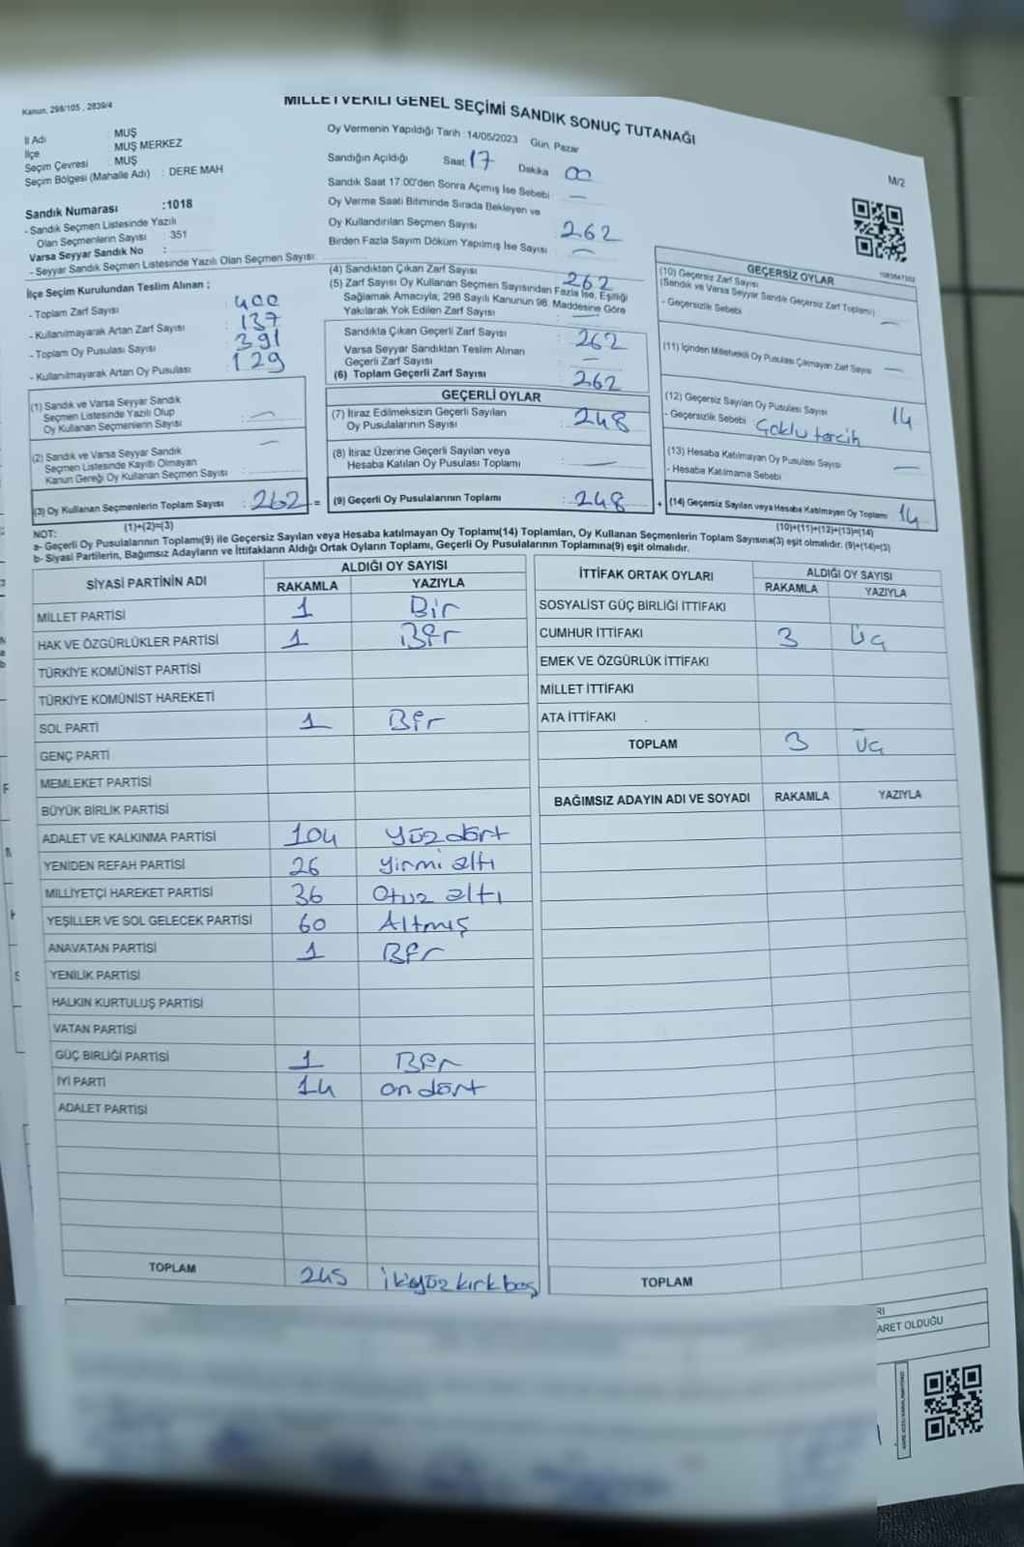 Kanun. 298/105 , 2839/4
MİLLETVEKİLİ GENEL SEÇİMİ SANDIK SONUÇ TUTANAĞI
M/2
İl Adı : MUŞ
İlçe : MUŞ MERKEZ
Seçim Çevresi : MUŞ
Seçim Bölgesi (Mahalle Adı) : DERE MAH
Sandık Numarası :1018
- Sandık Seçmen Listesinde Yazılı
Olan Seçmenlerin Sayısı : 351
Varsa Seyyar Sandık No :
- Seyyar Sandık Seçmen Listesinde Yazılı Olan Seçmen Sayısı:
İlçe Seçim Kurulundan Teslim Alınan ;
- Toplam Zarf Sayısı : 400
- Kullanılmayarak Artan Zarf Sayısı : 137
- Toplam Oy Pusulası Sayısı : 391
- Kullanılmayarak Artan Oy Pusulası : 129
Oy Vermenin Yapıldığı Tarih :14/05/2023 Gün, Pazar
Sandığın Açıldığı Saat 17 Dakika 00
Sandık Saat 17:00'den Sonra Açımış İse Sebebi : —
Oy Verme Saati Bitiminde Sırada Bekleyen ve
Oy Kullandırılan Seçmen Sayısı : 262
Birden Fazla Sayım Döküm Yapılmış İse Sayısı : —
(4) Sandıktan Çıkan Zarf Sayısı : 262
(5) Zarf Sayısı Oy Kullanan Seçmen Sayısından Fazla İse, Eşitliği
Sağlamak Amacıyla, 298 Sayılı Kanunun 98. Maddesine Göre
Yakılarak Yok Edilen Zarf Sayısı : —
Sandıkta Çıkan Geçerli Zarf Sayısı : 262
Varsa Seyyar Sandıktan Teslim Alınan
Geçerli Zarf Sayısı : —
(6) Toplam Geçerli Zarf Sayısı : 262
GEÇERSİZ OYLAR
(10) Geçersiz Zarf Sayısı
(Sandık ve Varsa Seyyar Sandık Geçersiz Zarf Toplamı) : —
- Geçersizlik Sebebi
(11) İçinden Milletvekili Oy Pusulası Çıkmayan Zarf Sayısı : —
(12) Geçersiz Sayılan Oy Pusulası Sayısı : 14
- Geçersizlik Sebebi : Çoklu tercih
(13) Hesaba Katılmayan Oy Pusulası Sayısı : —
- Hesaba Katılmama Sebebi
(1) Sandık ve Varsa Seyyar Sandık
Seçmen Listesinde Yazılı Olup
Oy Kullanan Seçmenlerin Sayısı : —
(2) Sandık ve Varsa Seyyar Sandık
Seçmen Listesinde Kayıtlı Olmayan
Kanun Gereği Oy Kullanan Seçmen Sayısı : —
GEÇERLİ OYLAR
(7) İtiraz Edilmeksizin Geçerli Sayılan
Oy Pusulalarının Sayısı : 248
(8) İtiraz Üzerine Geçerli Sayılan veya
Hesaba Katılan Oy Pusulası Toplamı : —
(3) Oy Kullanan Seçmenlerin Toplam Sayısı : 262 = (9) Geçerli Oy Pusulalarının Toplamı : 248 + (14) Geçersiz Sayılan veya Hesaba Katılmayan Oy Toplamı : 14
(1)+(2)=(3)
(10)+(11)+(12)+(13)=(14)
NOT:
a- Geçerli Oy Pusulalarının Toplamı(9) ile Geçersiz Sayılan veya Hesaba katılmayan Oy Toplamı(14) Toplamları, Oy Kullanan Seçmenlerin Toplam Sayısına(3) eşit olmalıdır. (9)+(14)=(3)
b- Siyasi Partilerin, Bağımsız Adayların ve İttifakların Aldığı Ortak Oyların Toplamı, Geçerli Oy Pusulalarının Toplamına(9) eşit olmalıdır.
SİYASİ PARTİNİN ADI ALDIĞI OY SAYISI
RAKAMLA YAZIYLA
MİLLET PARTİSİ 1 Bir
HAK VE ÖZGÜRLÜKLER PARTİSİ 1 Bir
TÜRKİYE KOMÜNİST PARTİSİ
TÜRKİYE KOMÜNİST HAREKETİ
SOL PARTİ 1 Bir
GENÇ PARTİ
MEMLEKET PARTİSİ
BÜYÜK BİRLİK PARTİSİ
ADALET VE KALKINMA PARTİSİ 104 Yüz dört
YENİDEN REFAH PARTİSİ 26 yirmi altı
MİLLİYETÇİ HAREKET PARTİSİ 36 Otuz altı
YEŞİLLER VE SOL GELECEK PARTİSİ 60 Altmış
ANAVATAN PARTİSİ 1 Bir
YENİLİK PARTİSİ
HALKIN KURTULUŞ PARTİSİ
VATAN PARTİSİ
GÜÇ BİRLİĞİ PARTİSİ 1 Bir
İYİ PARTİ 14 on dört
ADALET PARTİSİ
TOPLAM 245 ikiyüz kırk beş
İTTİFAK ORTAK OYLARI ALDIĞI OY SAYISI
RAKAMLA YAZIYLA
SOSYALİST GÜÇ BİRLİĞİ İTTİFAKI
CUMHUR İTTİFAKI 3 Üç
EMEK VE ÖZGÜRLÜK İTTİFAKI
MİLLET İTTİFAKI
ATA İTTİFAKI
TOPLAM 3 Üç
BAĞIMSIZ ADAYIN ADI VE SOYADI RAKAMLA YAZIYLA
TOPLAM
RI
ARET OLDUĞU